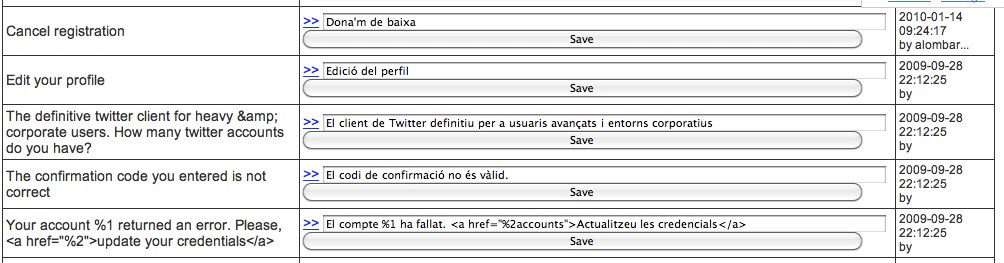 Cancel registration
>> Dona'm de baixa
Save
2010-01-14
09:24:17
by alombar...
Edit your profile
>> Edició del perfil
Save
2009-09-28
22:12:25
by
The definitive twitter client for heavy &amp;
corporate users. How many twitter accounts
do you have?
>> El client de Twitter definitiu per a usuaris avançats i entorns corporatius
Save
2009-09-28
22:12:25
by
The confirmation code you entered is not
correct
>> El codi de confirmació no és vàlid.
Save
2009-09-28
22:12:25
by
Your account %1 returned an error. Please,
<a href="%2">update your credentials</a>
>> El compte %1 ha fallat. <a href="%2accounts">Actualitzeu les credencials</a>
Save
2009-09-28
22:12:25
by